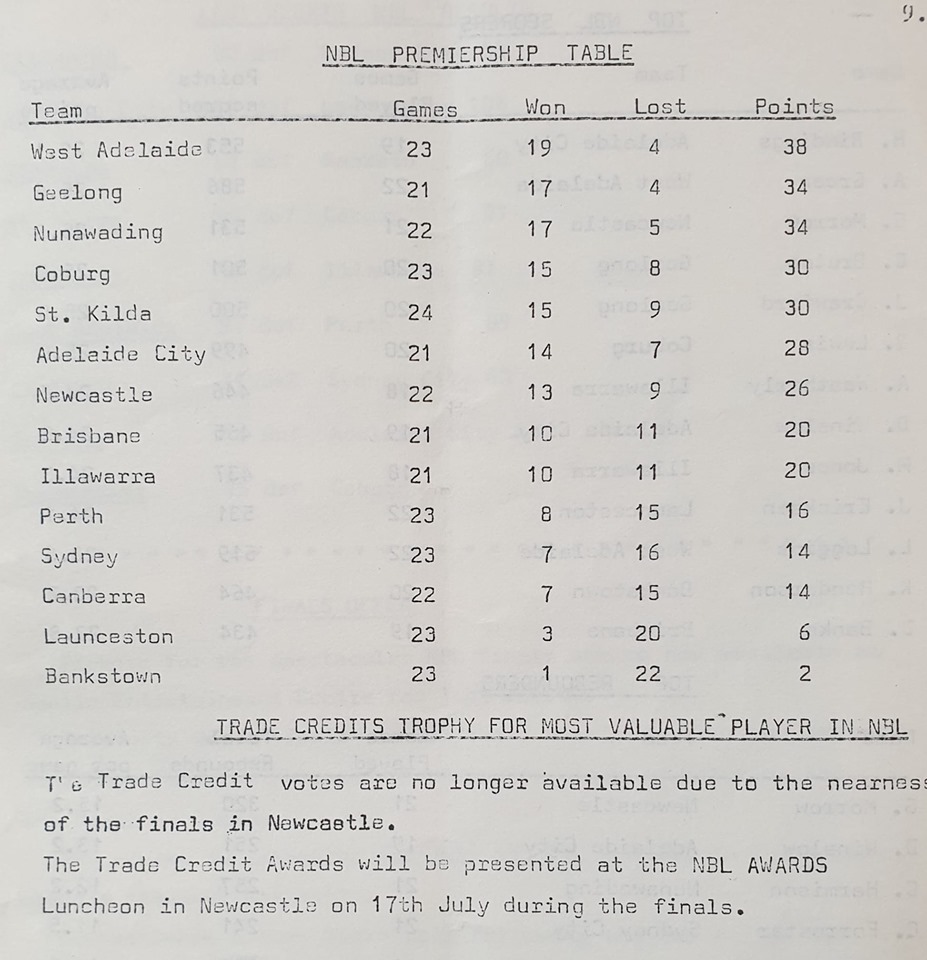 9.
NBL PREMIERSHIP TABLE
Team Games Won Lost Points
West Adelaide 23 19 4 38
Geelong 21 17 4 34
Nunawading 22 17 5 34
Coburg 23 15 8 30
St. Kilda 24 15 9 30
Adelaide City 21 14 7 28
Newcastle 22 13 9 26
Brisbane 21 10 11 20
Illawarra 21 10 11 20
Perth 23 8 15 16
Sydney 23 7 16 14
Canberra 22 7 15 14
Launceston 23 3 20 6
Bankstown 23 1 22 2
TRADE CREDITS TROPHY FOR MOST VALUABLE PLAYER IN NBL
The Trade Credit votes are no longer available due to the nearness
of the finals in Newcastle.
The Trade Credit Awards will be presented at the NBL AWARDS
Luncheon in Newcastle on 17th July during the finals.